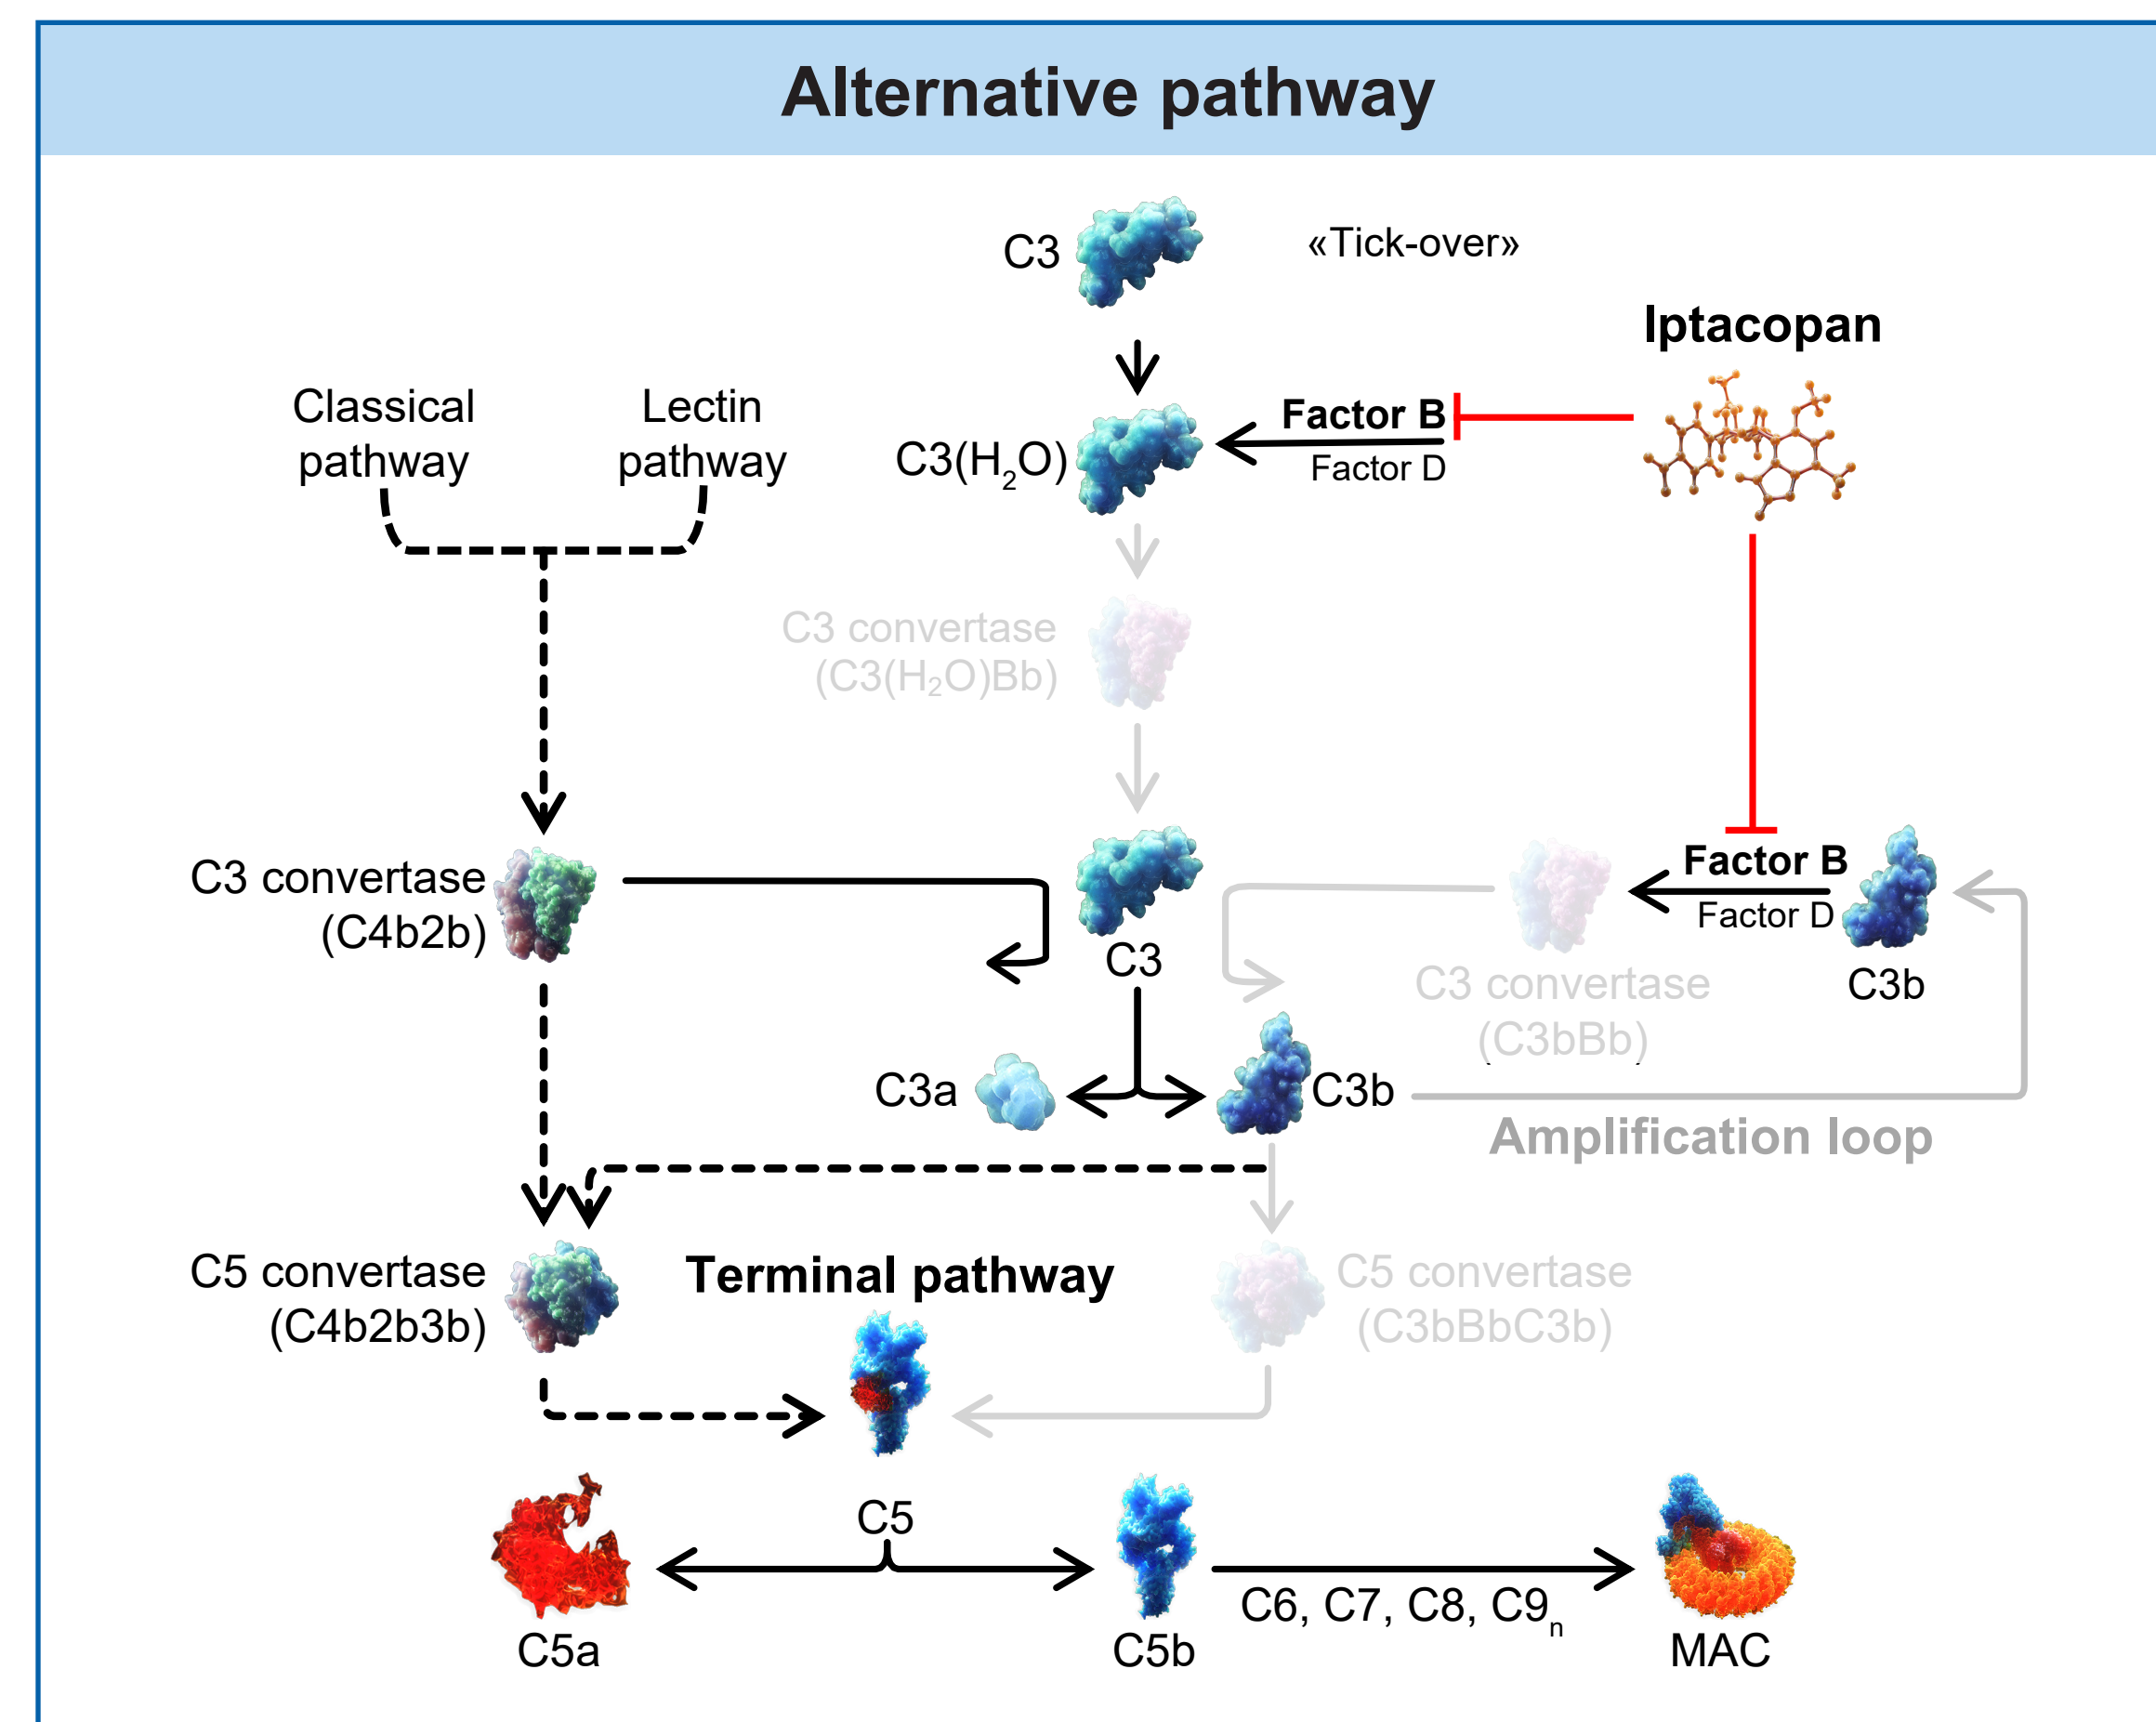 Alternative pathway
C3
«Tick-over»
Iptacopan
Classical
pathway
Lectin
pathway
C3(H₂O)
Factor B
Factor D
C3 convertase
(C3(H₂O)Bb)
C3 convertase
(C4b2b)
C3
Factor B
Factor D
C3b
C3 convertase
(C3bBb)
C3a
C3b
Amplification loop
C5 convertase
(C4b2b3b)
Terminal pathway
C5 convertase
(C3bBbC3b)
C5
C5a
C5b
C6, C7, C8, C9ₙ
MAC